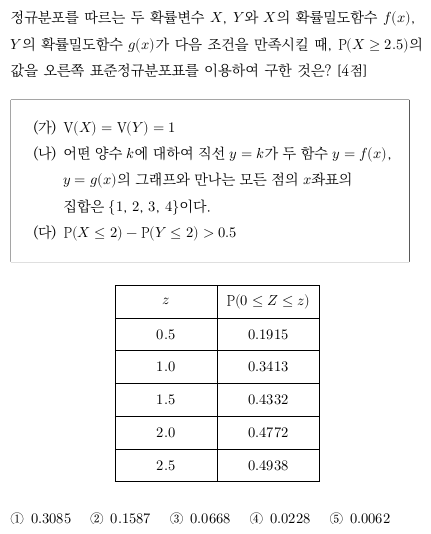 정규분포를 따르는 두 확률변수 X, Y와 X의 확률밀도함수 f(x),
Y의 확률밀도함수 g(x)가 다음 조건을 만족시킬 때, P(X ≥ 2.5)의
값을 오른쪽 표준정규분포표를 이용하여 구한 것은? [4점]
(가) V(X) = V(Y) = 1
(나) 어떤 양수 k에 대하여 직선 y = k가 두 함수 y = f(x),
y = g(x)의 그래프와 만나는 모든 점의 x좌표의
집합은 {1, 2, 3, 4}이다.
(다) P(X ≤ 2) − P(Y ≤ 2) > 0.5
z P(0 ≤ Z ≤ z)
0.5 0.1915
1.0 0.3413
1.5 0.4332
2.0 0.4772
2.5 0.4938
① 0.3085 ② 0.1587 ③ 0.0668 ④ 0.0228 ⑤ 0.0062